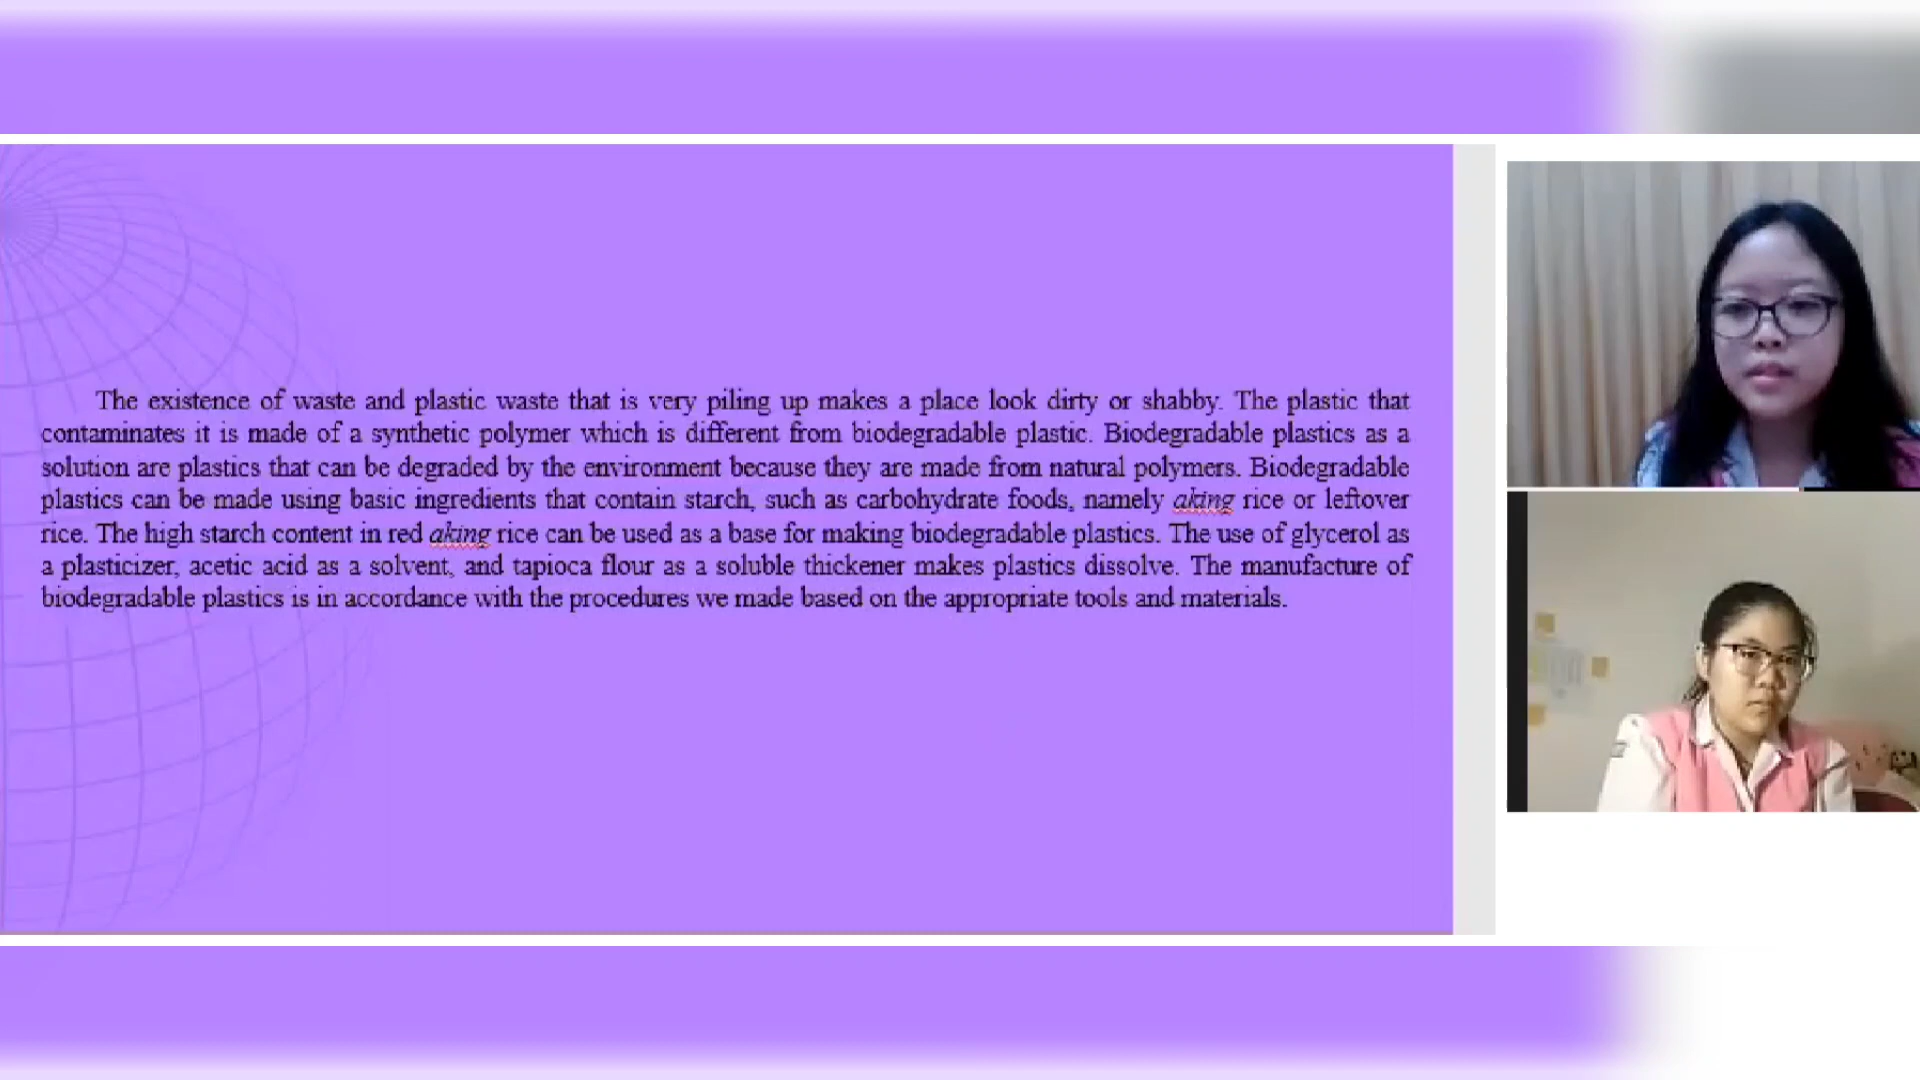 The existence of waste and plastic waste that is very piling up makes a place look dirty or shabby. The plastic that
contaminates it is made of a synthetic polymer which is different from biodegradable plastic. Biodegradable plastics as a
solution are plastics that can be degraded by the environment because they are made from natural polymers. Biodegradable
plastics can be made using basic ingredients that contain starch, such as carbohydrate foods, namely aking rice or leftover
rice. The high starch content in red aking rice can be used as a base for making biodegradable plastics. The use of glycerol as
a plasticizer, acetic acid as a solvent, and tapioca flour as a soluble thickener makes plastics dissolve. The manufacture of
biodegradable plastics is in accordance with the procedures we made based on the appropriate tools and materials.